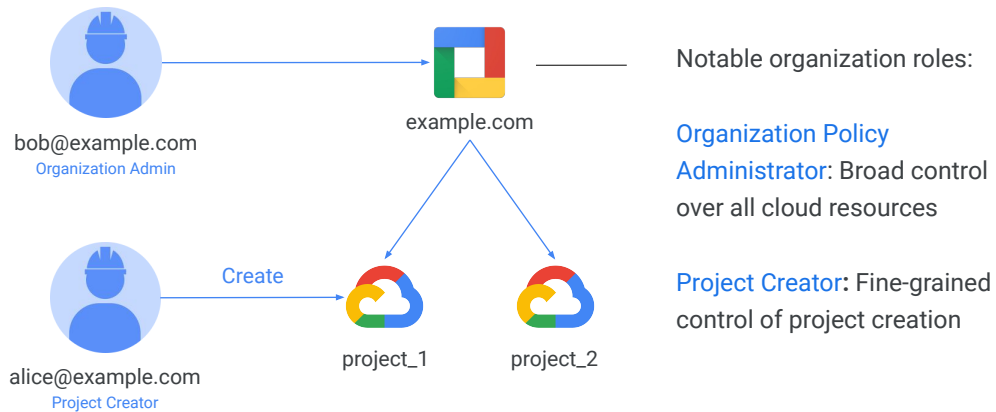 bob@example.com
Organization Admin
example.com
Notable organization roles:
Organization Policy
Administrator: Broad control
over all cloud resources
Project Creator: Fine-grained
control of project creation
Create
alice@example.com
Project Creator
project_1
project_2